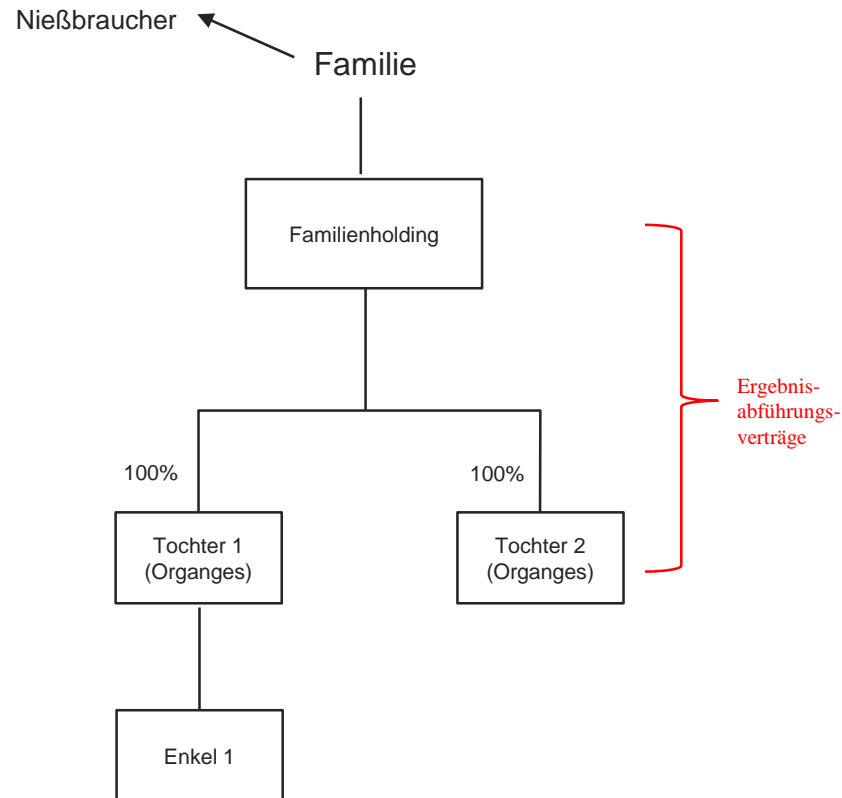 Nießbraucher
Familie
Familienholding
Ergebnis-
abführungs-
verträge
100%
100%
Tochter 1
(Organges)
Tochter 2
(Organges)
Enkel 1